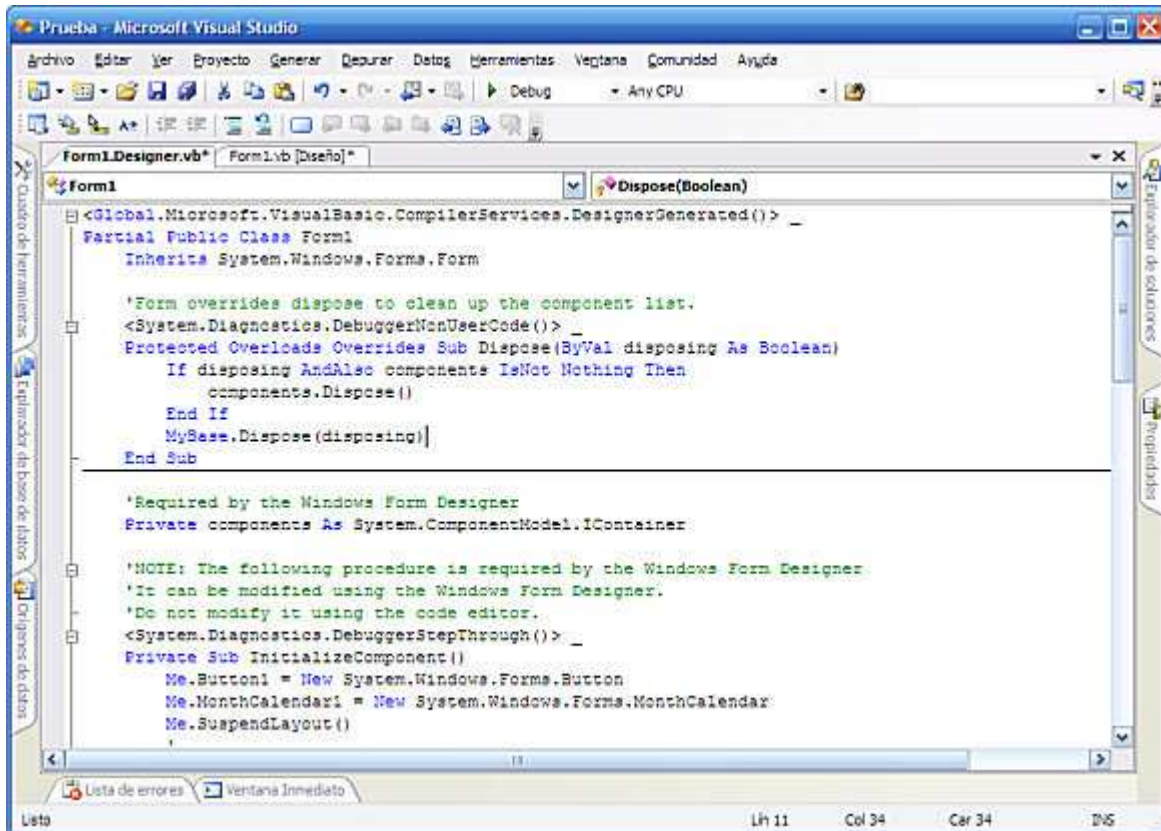 Prueba - Microsoft Visual Studio
Archivo Editar Ver Proyecto Generar Depurar Datos Herramientas Ventana Comunidad Ayuda
Debug Any CPU
Form1.Designer.vb* Form1.vb [Diseño]*
Form1 Dispose(Boolean)
<Global.Microsoft.VisualBasic.CompilerServices.DesignerGenerated()> _
Partial Public Class Form1
Inherits System.Windows.Forms.Form
'Form overrides dispose to clean up the component list.
<System.Diagnostics.DebuggerNonUserCode()> _
Protected Overloads Overrides Sub Dispose(ByVal disposing As Boolean)
If disposing AndAlso components IsNot Nothing Then
components.Dispose()
End If
MyBase.Dispose(disposing)
End Sub
'Required by the Windows Form Designer
Private components As System.ComponentModel.IContainer
'NOTE: The following procedure is required by the Windows Form Designer
'It can be modified using the Windows Form Designer.
'Do not modify it using the code editor.
<System.Diagnostics.DebuggerStepThrough()> _
Private Sub InitializeComponent()
Me.Button1 = New System.Windows.Forms.Button
Me.MonthCalendar1 = New System.Windows.Forms.MonthCalendar
Me.SuspendLayout()
'
Cuadro de herramientas
Explorador de base de datos
Orígenes de datos
Explorador de soluciones
Propiedades
Lista de errores Ventana Inmediato
Listo Lín 11 Col 34 Car 34 INS